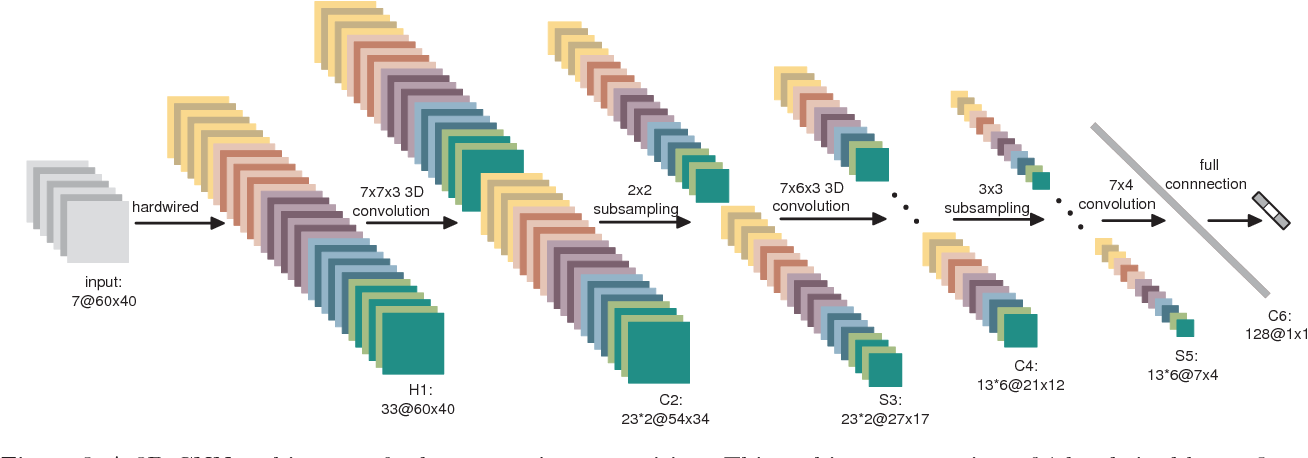 hardwired
7x7x3 3D
convolution
2x2
subsampling
7x6x3 3D
convolution
3x3
subsampling
7x4
convolution
full
connnection
input:
7@60x40
H1:
33@60x40
C2:
23*2@54x34
S3:
23*2@27x17
C4:
13*6@21x12
S5:
13*6@7x4
C6:
128@1x1